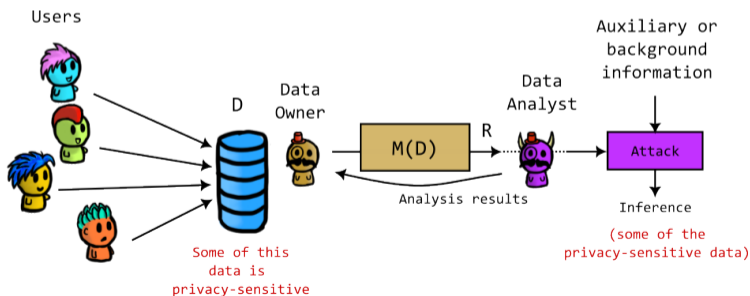 Users
D
Some of this
data is
privacy-sensitive
Data
Owner
M(D)
R
Analysis results
Data
Analyst
Auxiliary or
background
information
Attack
Inference
(some of the
privacy-sensitive data)